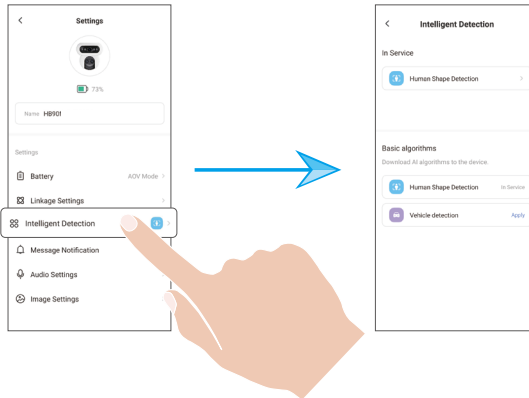 Settings
73%
Name HB901
Settings
Battery AOV Mode
Linkage Settings
Intelligent Detection
Message Notification
Audio Settings
Image Settings
Intelligent Detection
In Service
Human Shape Detection
Basic algorithms
Download AI algorithms to the device
Human Shape Detection In Service
Vehicle detection Apply